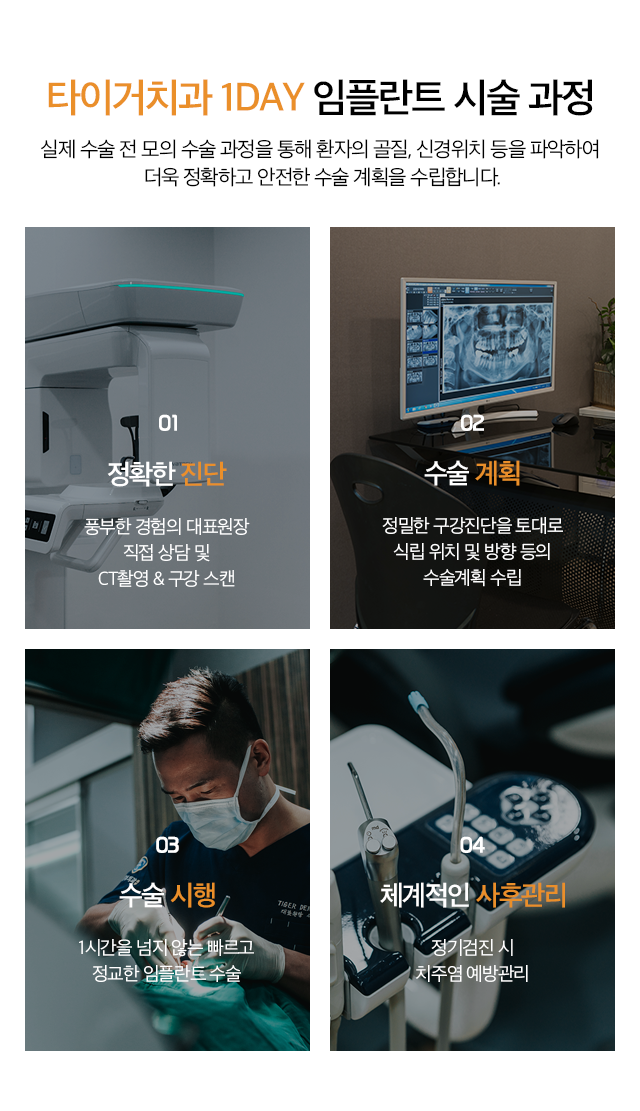 타이거치과 1DAY 임플란트 시술 과정
실제 수술 전 모의 수술 과정을 통해 환자의 골질, 신경위치 등을 파악하여
더욱 정확하고 안전한 수술 계획을 수립합니다.
01
정확한 진단
풍부한 경험의 대표원장
직접 상담 및
CT촬영 & 구강 스캔
02
수술 계획
정밀한 구강진단을 토대로
식립 위치 및 방향 등의
수술계획 수립
03
수술 시행
TIGER DE
1시간을 넘지 않는 빠르고
정교한 임플란트 수술
04
체계적인 사후관리
정기검진 시
치주염 예방관리